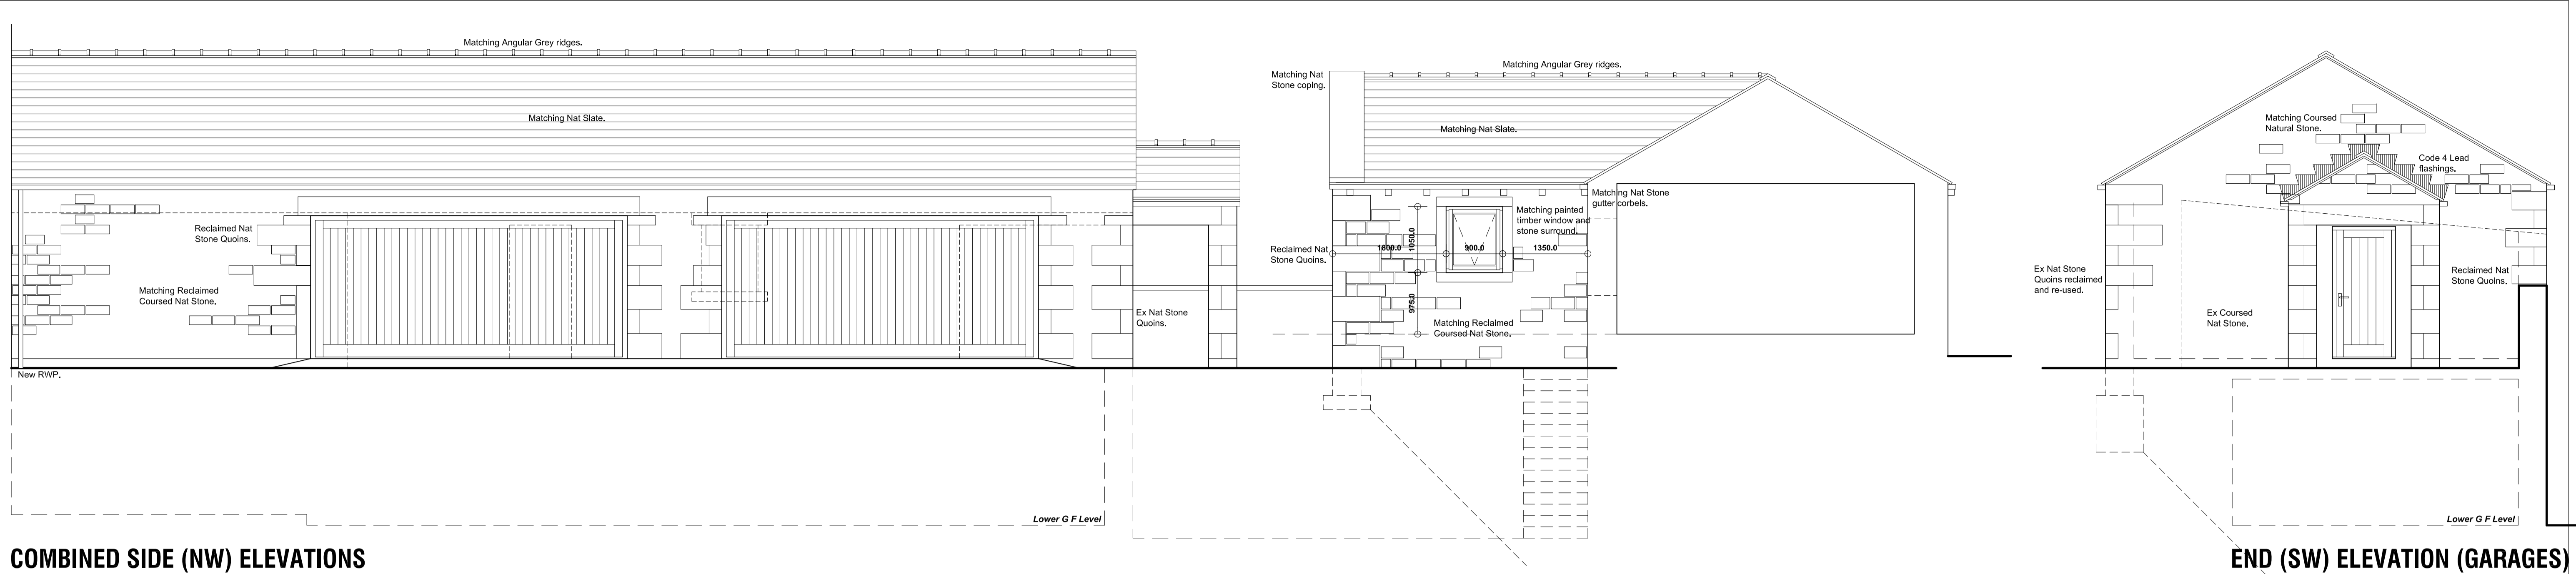 Matching Angular Grey ridges.
Matching Nat Slate.
Reclaimed Nat
Stone Quoins.
Matching Reclaimed
Coursed Nat Stone.
New RWP.
Ex Nat Stone
Quoins.
Lower G F Level
COMBINED SIDE (NW) ELEVATIONS
Matching Nat
Stone coping.
Matching Angular Grey ridges.
Matching Nat Slate.
Matching Nat Stone
gutter corbels.
Matching painted
timber window and
stone surround.
Reclaimed Nat
Stone Quoins.
1600.0
1050.0
900.0
1350.0
975.0
Matching Reclaimed
Coursed Nat Stone.
Matching Coursed
Natural Stone.
Code 4 Lead
flashings.
Ex Nat Stone
Quoins reclaimed
and re-used.
Reclaimed Nat
Stone Quoins.
Ex Coursed
Nat Stone.
Lower G F Level
END (SW) ELEVATION (GARAGES)